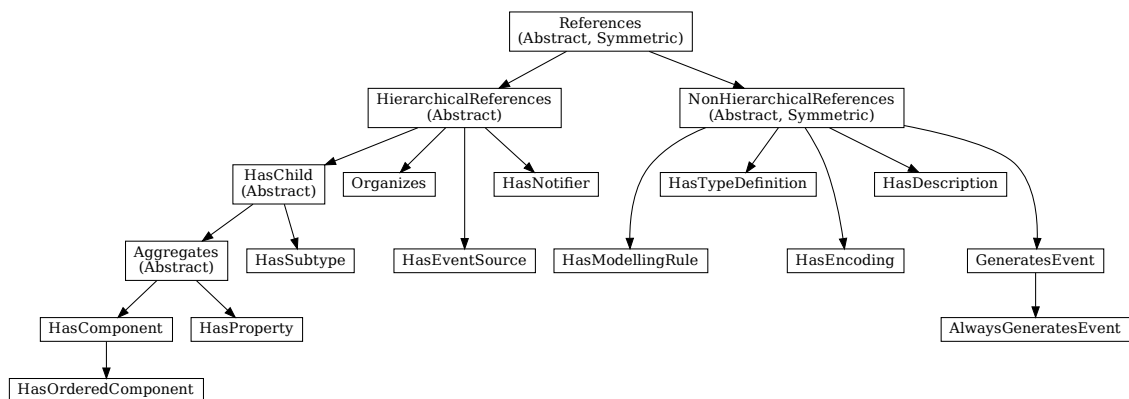 References
(Abstract, Symmetric)
HierarchicalReferences
(Abstract)
NonHierarchicalReferences
(Abstract, Symmetric)
HasChild
(Abstract)
Organizes
HasNotifier
HasTypeDefinition
HasDescription
Aggregates
(Abstract)
HasSubtype
HasEventSource
HasModellingRule
HasEncoding
GeneratesEvent
HasComponent
HasProperty
AlwaysGeneratesEvent
HasOrderedComponent